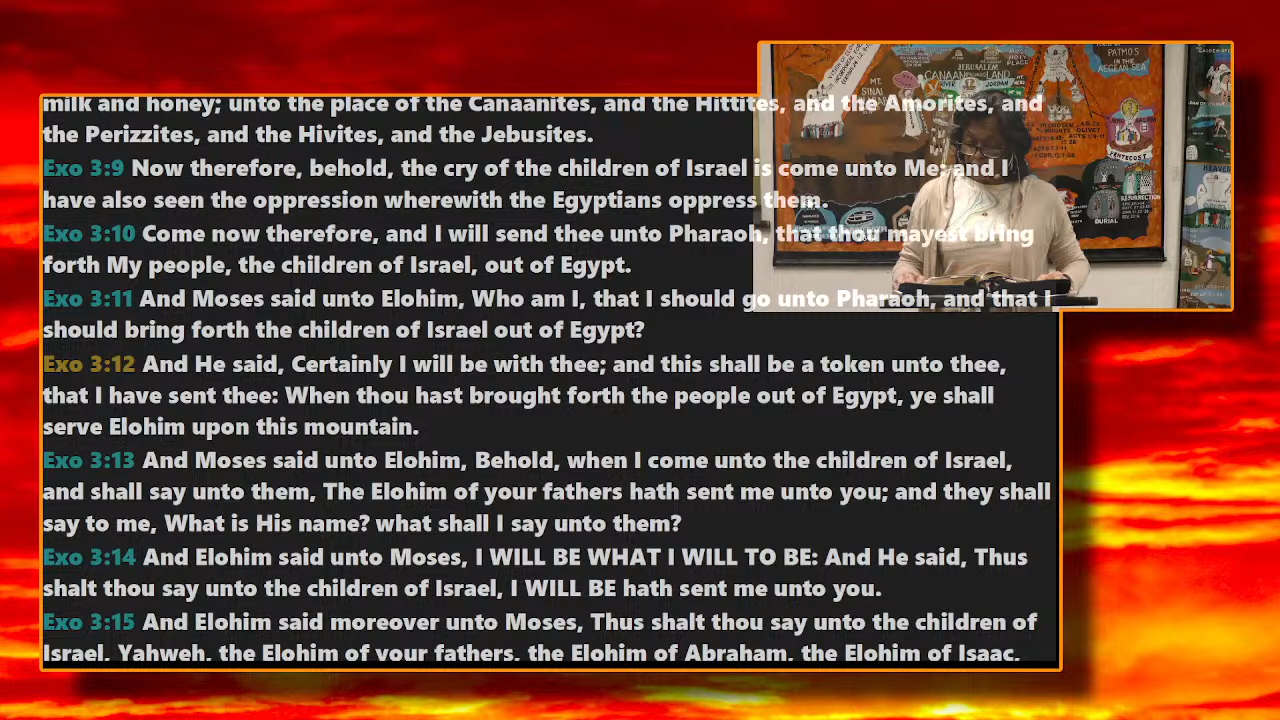 milk and honey; unto the place of the Canaanites, and the Hittites, and the Amorites, and
the Perizzites, and the Hivites, and the Jebusites.
Exo 3:9 Now therefore, behold, the cry of the children of Israel is come unto Me: and I
have also seen the oppression wherewith the Egyptians oppress them.
Exo 3:10 Come now therefore, and I will send thee unto Pharaoh, that thou mayest bring
forth My people, the children of Israel, out of Egypt.
Exo 3:11 And Moses said unto Elohim, Who am I, that I should go unto Pharaoh, and that I
should bring forth the children of Israel out of Egypt?
Exo 3:12 And He said, Certainly I will be with thee; and this shall be a token unto thee,
that I have sent thee: When thou hast brought forth the people out of Egypt, ye shall
serve Elohim upon this mountain.
Exo 3:13 And Moses said unto Elohim, Behold, when I come unto the children of Israel,
and shall say unto them, The Elohim of your fathers hath sent me unto you; and they shall
say to me, What is His name? what shall I say unto them?
Exo 3:14 And Elohim said unto Moses, I WILL BE WHAT I WILL TO BE: And He said, Thus
shalt thou say unto the children of Israel, I WILL BE hath sent me unto you.
Exo 3:15 And Elohim said moreover unto Moses, Thus shalt thou say unto the children of
Israel, Yahweh, the Elohim of your fathers, the Elohim of Abraham, the Elohim of Isaac,
PATMOS
IN THE
AEGEAN SEA
JERUSALEM
CANAAN LAND
MT.
SINAI
RIVER
JORDAN
PENTECOST
RESURRECTION
BURIAL
HEAVEN